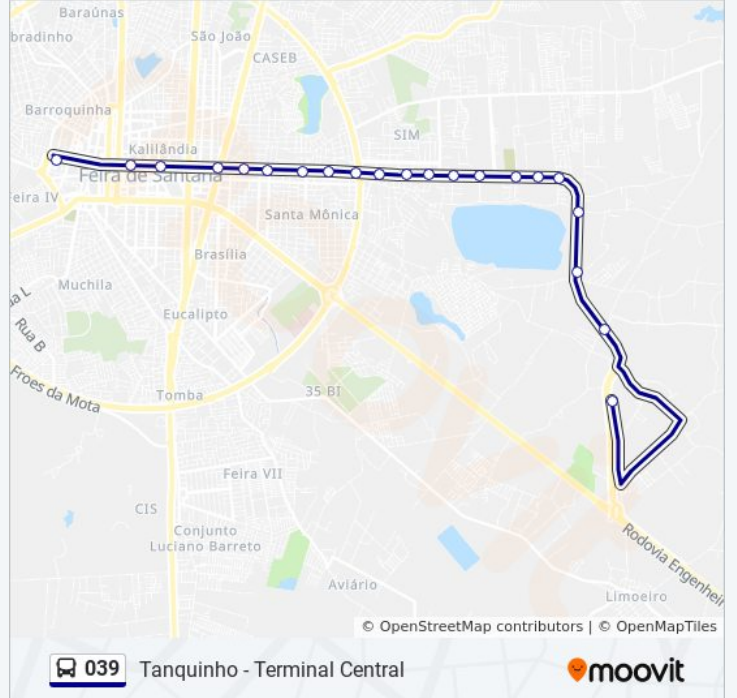 Baraúnas
bradinho
São João
CASEB
Barroquinha
SIM
Kalilândia
Feira de Santana
eira IV
Santa Mônica
Brasília
Muchila
ua L
Eucalipto
Rua B
Froes da Mota
Tomba
35 BI
Feira VII
CIS
Conjunto
Luciano Barreto
Rodovia Engenhei
Aviário
Limoeiro
© OpenStreetMap contributors | © OpenMapTiles
039 Tanquinho - Terminal Central
moovit